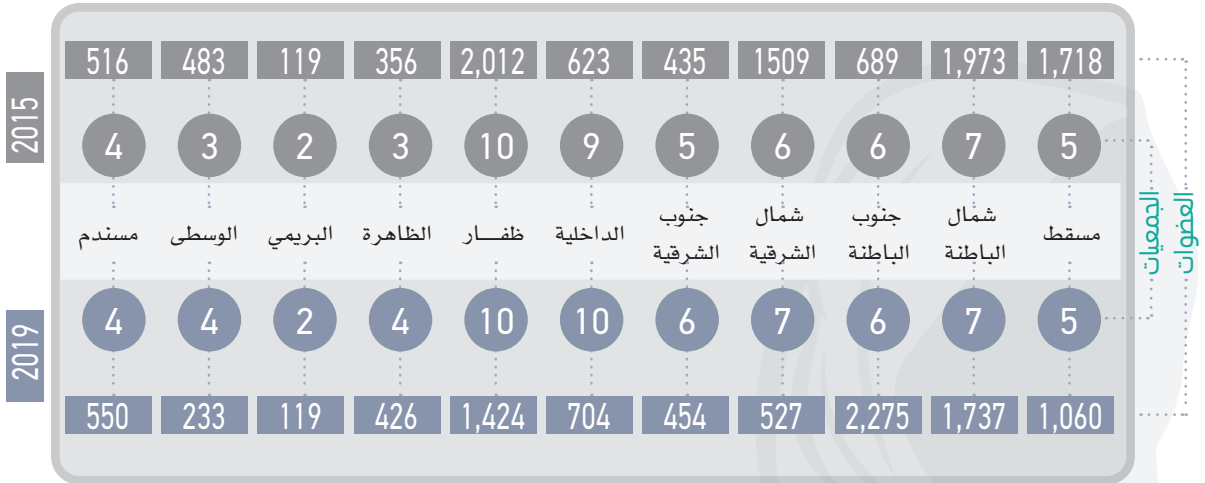 2015
1,718 1,973 689 1509 435 623 2,012 356 119 483 516
5 7 6 6 5 9 10 3 2 3 4
مسقط
شمال
الباطنة
جنوب
الباطنة
شمال
الشرقية
جنوب
الشرقية
الداخلية
ظفـــار
الظاهرة
البريمي
الوسطى
مسندم
5 7 6 7 6 10 10 4 2 4 4
1,060 1,737 2,275 527 454 704 1,424 426 119 233 550
2019
الجمعيات
العضوات